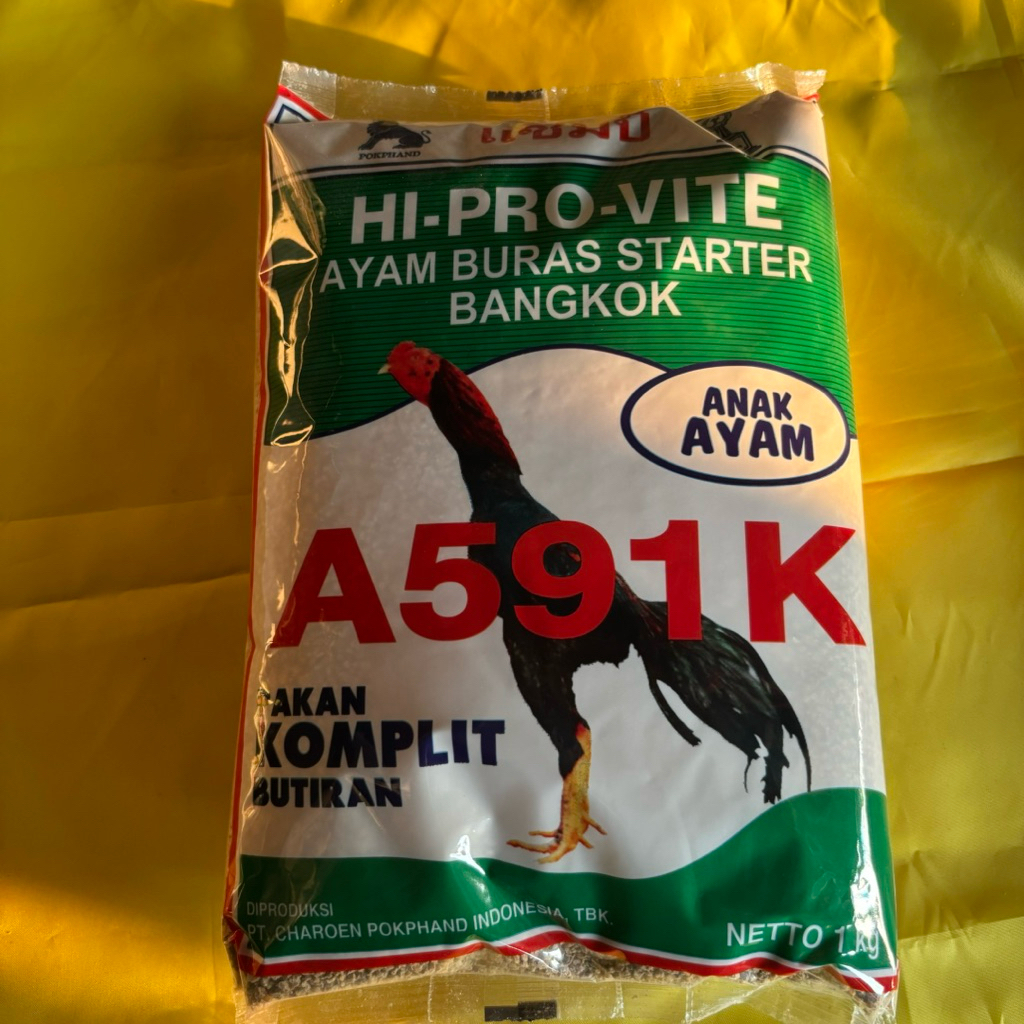 POKPHAND
HI-PRO-VITE
AYAM BURAS STARTER
BANGKOK
ANAK
AYAM
A591K
PAKAN
KOMPLIT
BUTIRAN
DIPRODUKSI
PT. CHAROEN POKPHAND INDONESIA, TBK.
NETTO 1 kg